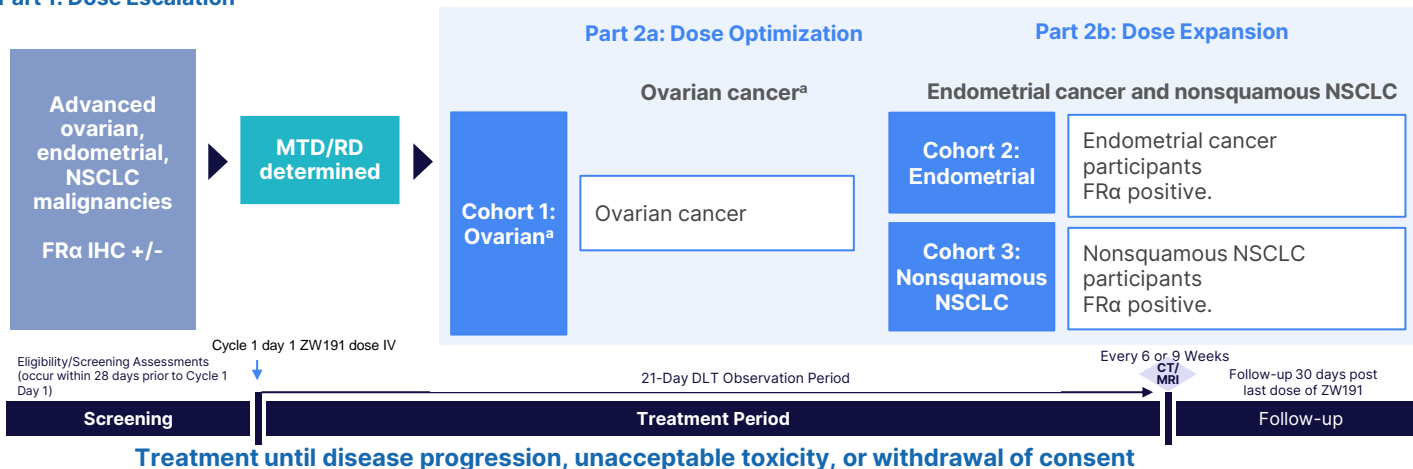 Part 1: Dose Escalation
Part 2a: Dose Optimization
Part 2b: Dose Expansion
Advanced
ovarian,
endometrial,
NSCLC
malignancies
FRα IHC +/-
MTD/RD
determined
Ovarian cancerᵃ
Cohort 1:
Ovarianᵃ
Ovarian cancer
Endometrial cancer and nonsquamous NSCLC
Cohort 2:
Endometrial
Endometrial cancer
participants
FRα positive.
Cohort 3:
Nonsquamous
NSCLC
Nonsquamous NSCLC
participants
FRα positive.
Eligibility/Screening Assessments
(occur within 28 days prior to Cycle 1
Day 1)
Cycle 1 day 1 ZW191 dose IV
21-Day DLT Observation Period
Every 6 or 9 Weeks
CT/
MRI
Follow-up 30 days post
last dose of ZW191
Screening
Treatment Period
Follow-up
Treatment until disease progression, unacceptable toxicity, or withdrawal of consent